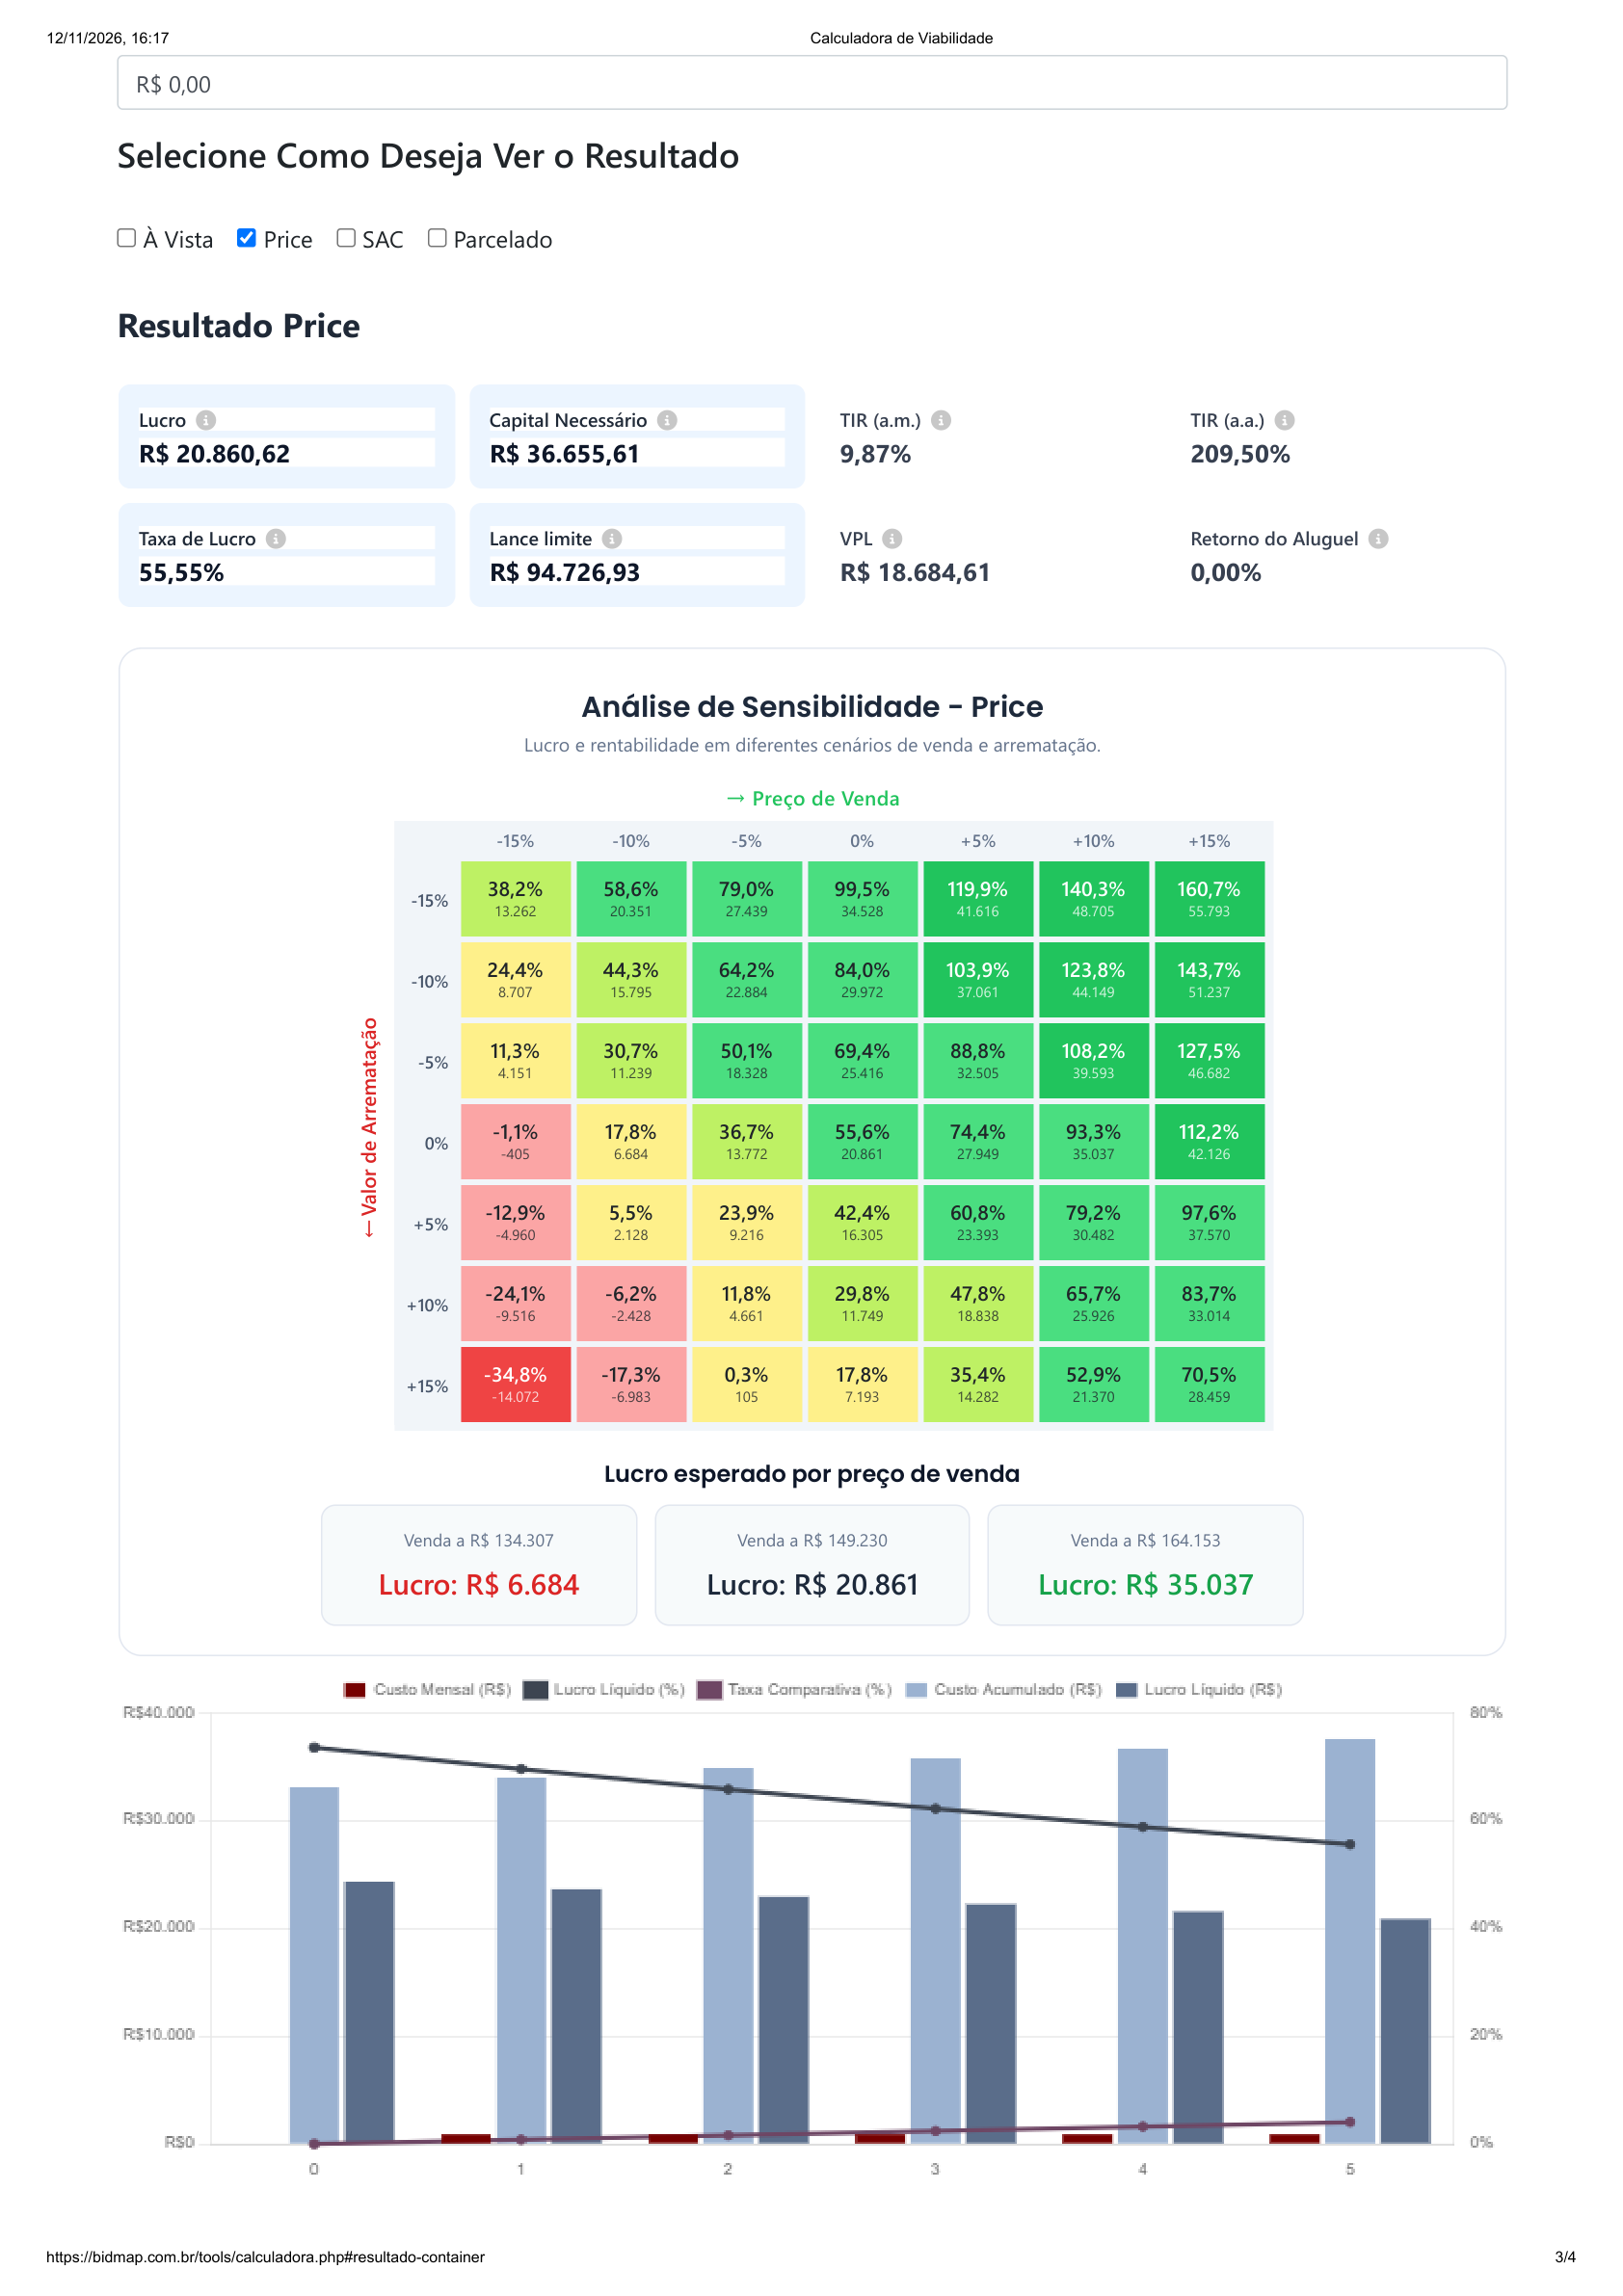 12/11/2026, 16:17
Calculadora de Viabilidade
R$ 0,00
Selecione Como Deseja Ver o Resultado
À Vista Price SAC Parcelado
Resultado Price
Lucro
R$ 20.860,62
Capital Necessário
R$ 36.655,61
TIR (a.m.)
9,87%
TIR (a.a.)
209,50%
Taxa de Lucro
55,55%
Lance limite
R$ 94.726,93
VPL
R$ 18.684,61
Retorno do Aluguel
0,00%
Análise de Sensibilidade - Price
Lucro e rentabilidade em diferentes cenários de venda e arrematação.
→ Preço de Venda
← Valor de Arrematação
-15% -10% -5% 0% +5% +10% +15%
-15% 38,2% 58,6% 79,0% 99,5% 119,9% 140,3% 160,7%
13.262 20.351 27.439 34.528 41.616 48.705 55.793
-10% 24,4% 44,3% 64,2% 84,0% 103,9% 123,8% 143,7%
8.707 15.795 22.884 29.972 37.061 44.149 51.237
-5% 11,3% 30,7% 50,1% 69,4% 88,8% 108,2% 127,5%
4.151 11.239 18.328 25.416 32.505 39.593 46.682
0% -1,1% 17,8% 36,7% 55,6% 74,4% 93,3% 112,2%
-405 6.684 13.772 20.861 27.949 35.037 42.126
+5% -12,9% 5,5% 23,9% 42,4% 60,8% 79,2% 97,6%
-4.960 2.128 9.216 16.305 23.393 30.482 37.570
+10% -24,1% -6,2% 11,8% 29,8% 47,8% 65,7% 83,7%
-9.516 -2.428 4.661 11.749 18.838 25.926 33.014
+15% -34,8% -17,3% 0,3% 17,8% 35,4% 52,9% 70,5%
-14.072 -6.983 105 7.193 14.282 21.370 28.459
Lucro esperado por preço de venda
Venda a R$ 134.307
Lucro: R$ 6.684
Venda a R$ 149.230
Lucro: R$ 20.861
Venda a R$ 164.153
Lucro: R$ 35.037
Custo Mensal (R$) Lucro Líquido (%) Taxa Comparativa (%) Custo Acumulado (R$) Lucro Líquido (R$)
R$40.000 80%
R$30.000 60%
R$20.000 40%
R$10.000 20%
R$0 0%
0 1 2 3 4 5
https://bidmap.com.br/tools/calculadora.php#resultado-container
3/4